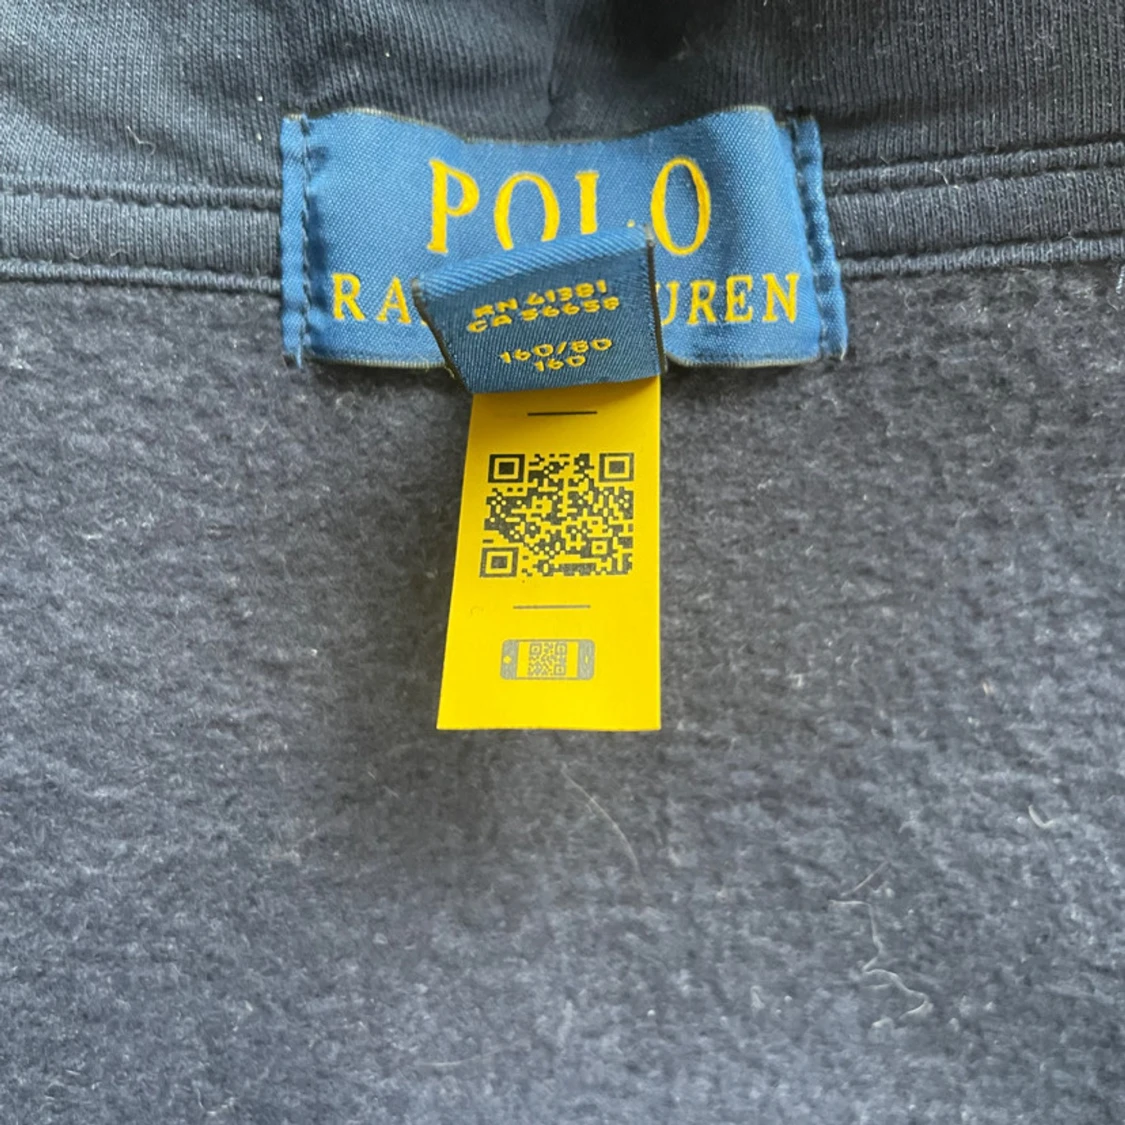 POLO
RA UREN
RN 41381
CA 56658
160/80
160